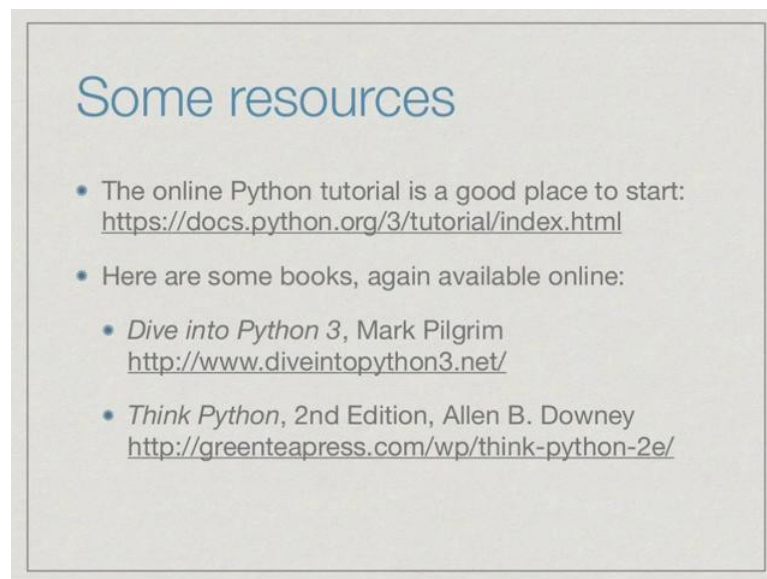 Some resources
The online Python tutorial is a good place to start:
https://docs.python.org/3/tutorial/index.html
Here are some books, again available online:
Dive into Python 3, Mark Pilgrim
http://www.diveintopython3.net/
Think Python, 2nd Edition, Allen B. Downey
http://greenteapress.com/wp/think-python-2e/